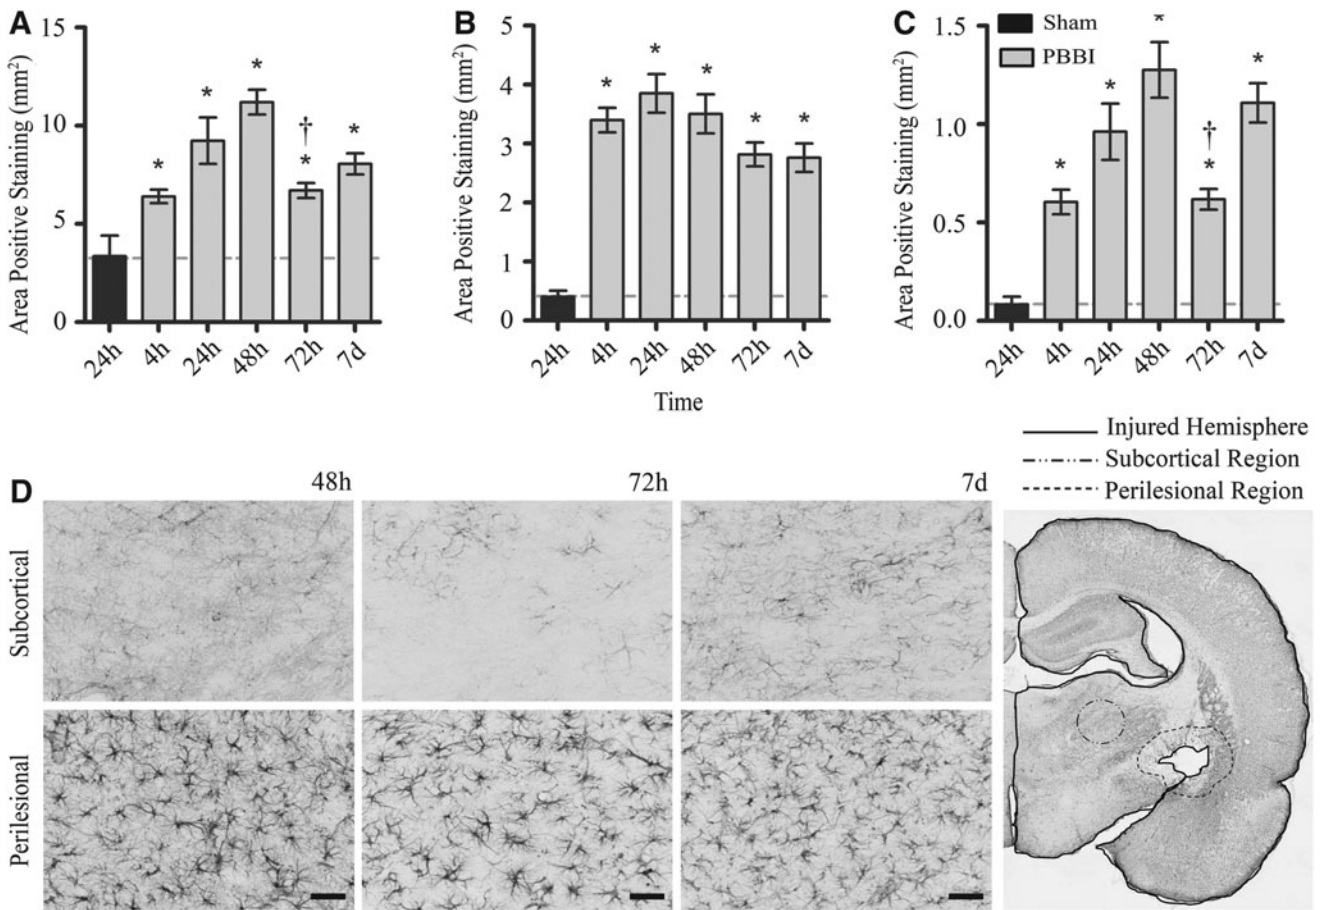 A
15
10
5
0
Area Positive Staining (mm²)
*
*
*
†
*
*
24h 4h 24h 48h 72h 7d
B
5
4
3
2
1
0
Area Positive Staining (mm²)
*
*
*
*
*
24h 4h 24h 48h 72h 7d
Time
C
1.5
1.0
0.5
0.0
Area Positive Staining (mm²)
Sham
PBBI
*
*
*
†
*
*
24h 4h 24h 48h 72h 7d
Injured Hemisphere
Subcortical Region
Perilesional Region
D
48h 72h 7d
Subcortical
Perilesional